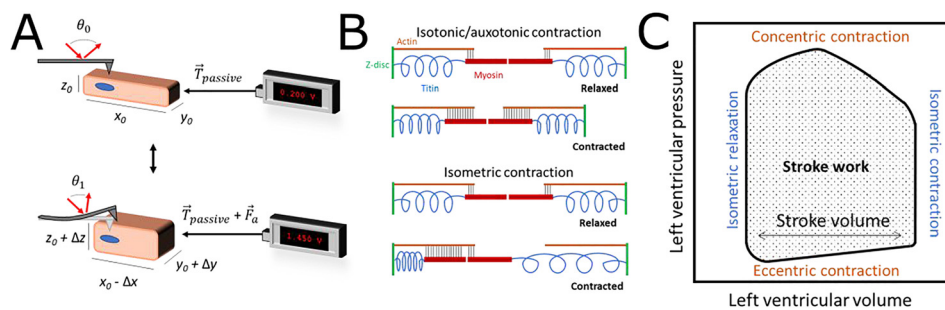 A
θ0
T passive
0.200 V
z0
x0
y0
θ1
T passive + Fa
1.450 V
z0 + Δz
y0 + Δy
x0 - Δx
B
Isotonic/auxotonic contraction
Actin
Z-disc
Myosin
Titin
Relaxed
Contracted
Isometric contraction
Relaxed
Contracted
C
Concentric contraction
Left ventricular pressure
Isometric relaxation
Stroke work
Stroke volume
Isometric contraction
Eccentric contraction
Left ventricular volume